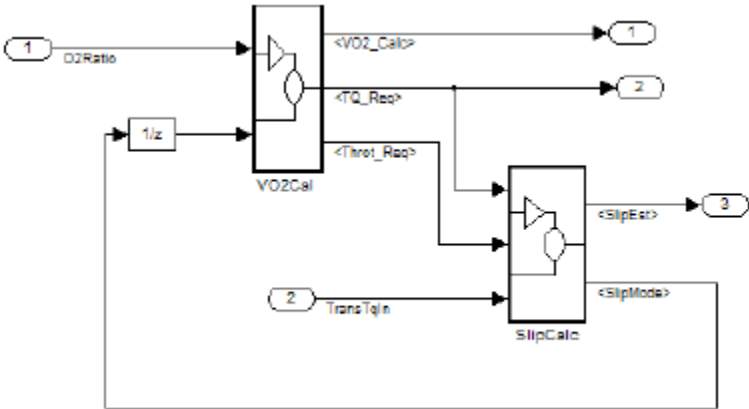 1
O2Ratio
<VO2_Calc>
1
<TQ_Req>
2
1/z
<Throt_Req>
VO2Cal
<SlipEst>
3
2
TransTqIn
<SlipMode>
SlipCalc